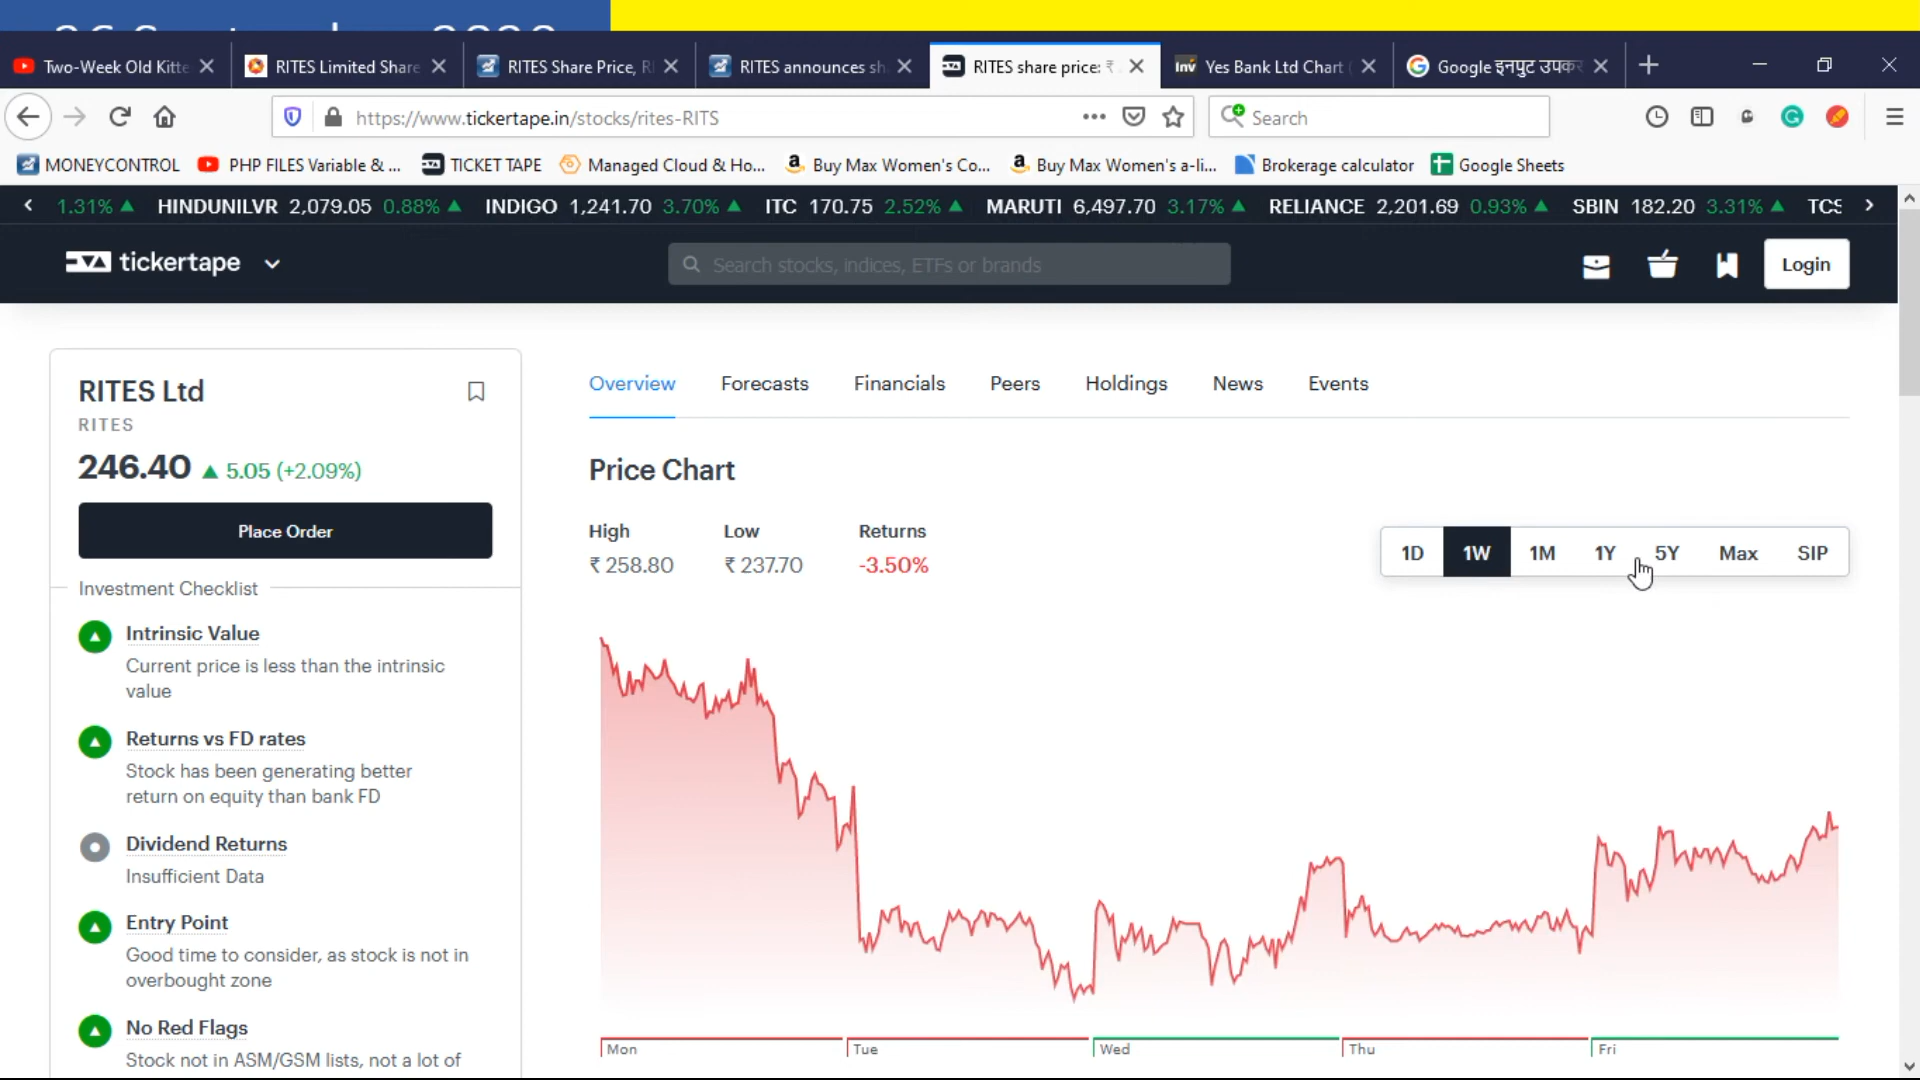 Two-Week Old Kitte
RITES Limited Share
RITES Share Price, R
RITES announces sh
RITES share price: ₹
Inv Yes Bank Ltd Chart (
Google इनपुट उपकर
https://www.tickertape.in/stocks/rites-RITS
Search
MONEYCONTROL
PHP FILES Variable & ...
TICKET TAPE
Managed Cloud & Ho...
Buy Max Women's Co...
Buy Max Women's a-li...
Brokerage calculator
Google Sheets
1.31% ▲ HINDUNILVR 2,079.05 0.88% ▲ INDIGO 1,241.70 3.70% ▲ ITC 170.75 2.52% ▲ MARUTI 6,497.70 3.17% ▲ RELIANCE 2,201.69 0.93% ▲ SBIN 182.20 3.31% ▲ TCS
tickertape
Search stocks, indices, ETFs or brands
Login
RITES Ltd
RITES
246.40 ▲ 5.05 (+2.09%)
Place Order
Investment Checklist
Intrinsic Value
Current price is less than the intrinsic
value
Returns vs FD rates
Stock has been generating better
return on equity than bank FD
Dividend Returns
Insufficient Data
Entry Point
Good time to consider, as stock is not in
overbought zone
No Red Flags
Stock not in ASM/GSM lists, not a lot of
Overview Forecasts Financials Peers Holdings News Events
Price Chart
High Low Returns
₹ 258.80 ₹ 237.70 -3.50%
1D 1W 1M 1Y 5Y Max SIP
Mon Tue Wed Thu Fri